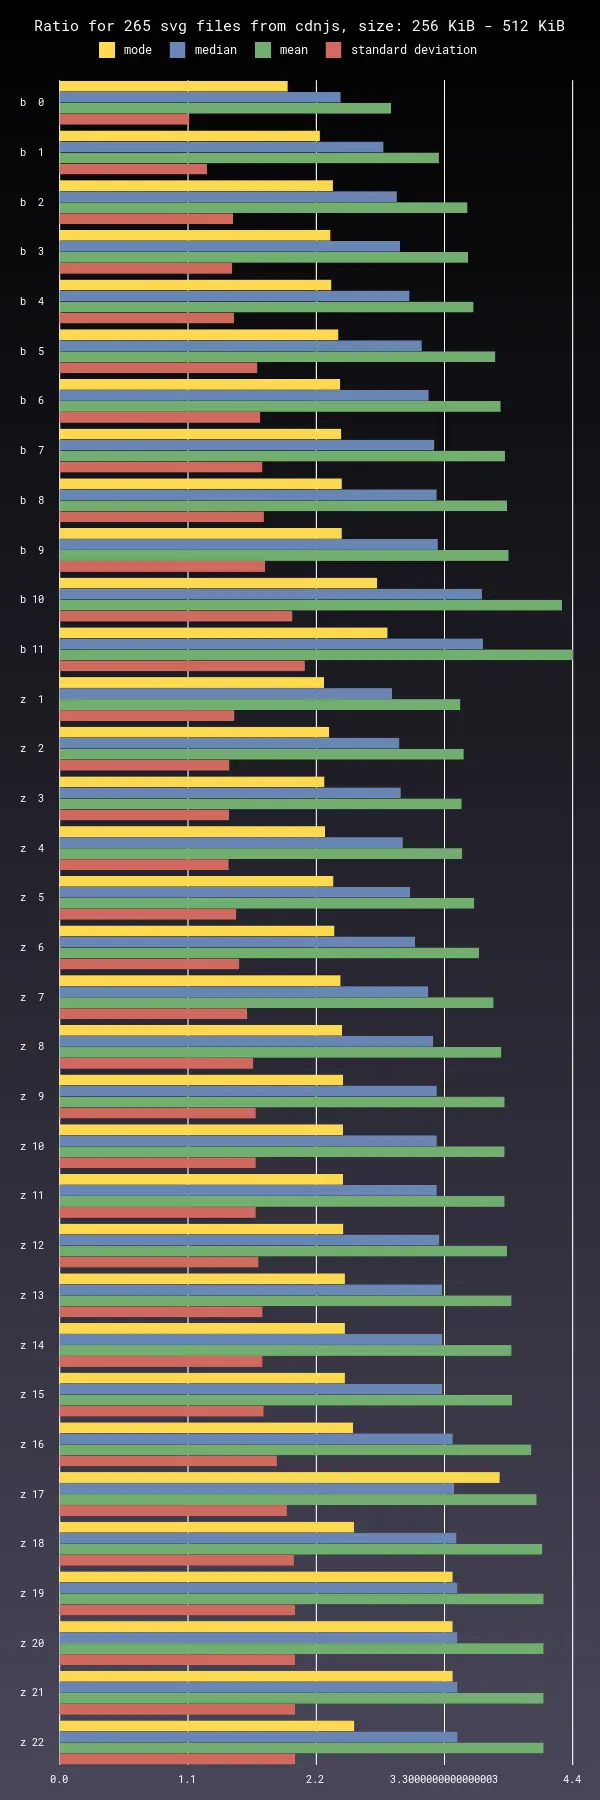 Ratio for 265 svg files from cdnjs, size: 256 KiB - 512 KiB
mode median mean standard deviation
b 0
b 1
b 2
b 3
b 4
b 5
b 6
b 7
b 8
b 9
b 10
b 11
z 1
z 2
z 3
z 4
z 5
z 6
z 7
z 8
z 9
z 10
z 11
z 12
z 13
z 14
z 15
z 16
z 17
z 18
z 19
z 20
z 21
z 22
0.0 1.1 2.2 3.3000000000000003 4.4